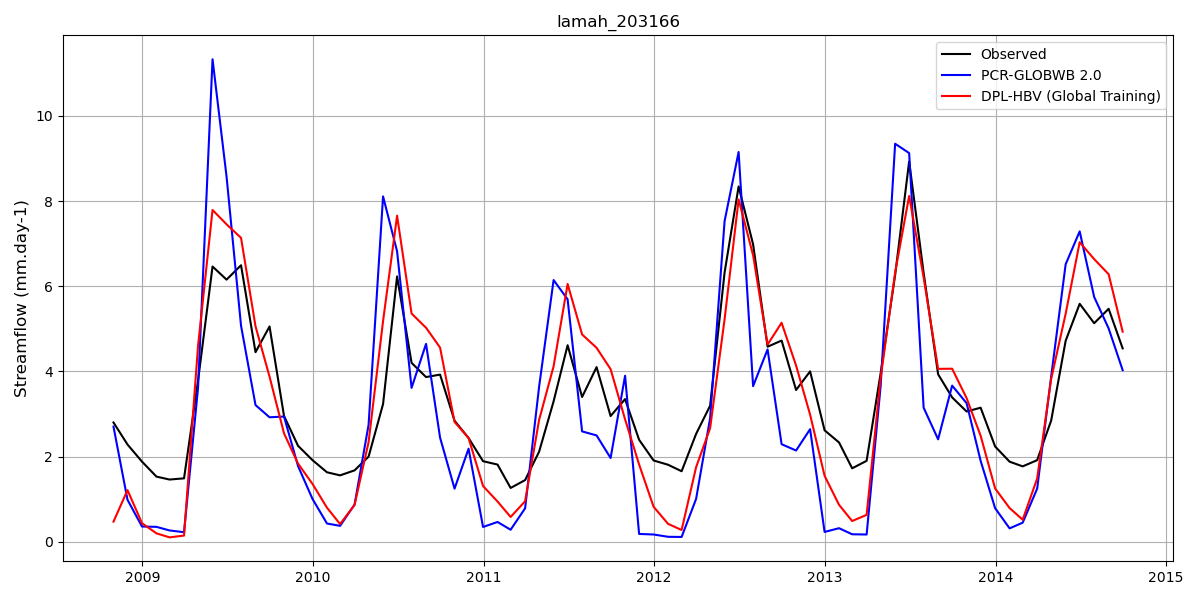 lamah_203166
Observed
PCR-GLOBWB 2.0
DPL-HBV (Global Training)
Streamflow (mm.day-1)
10
8
6
4
2
0
2009 2010 2011 2012 2013 2014 2015